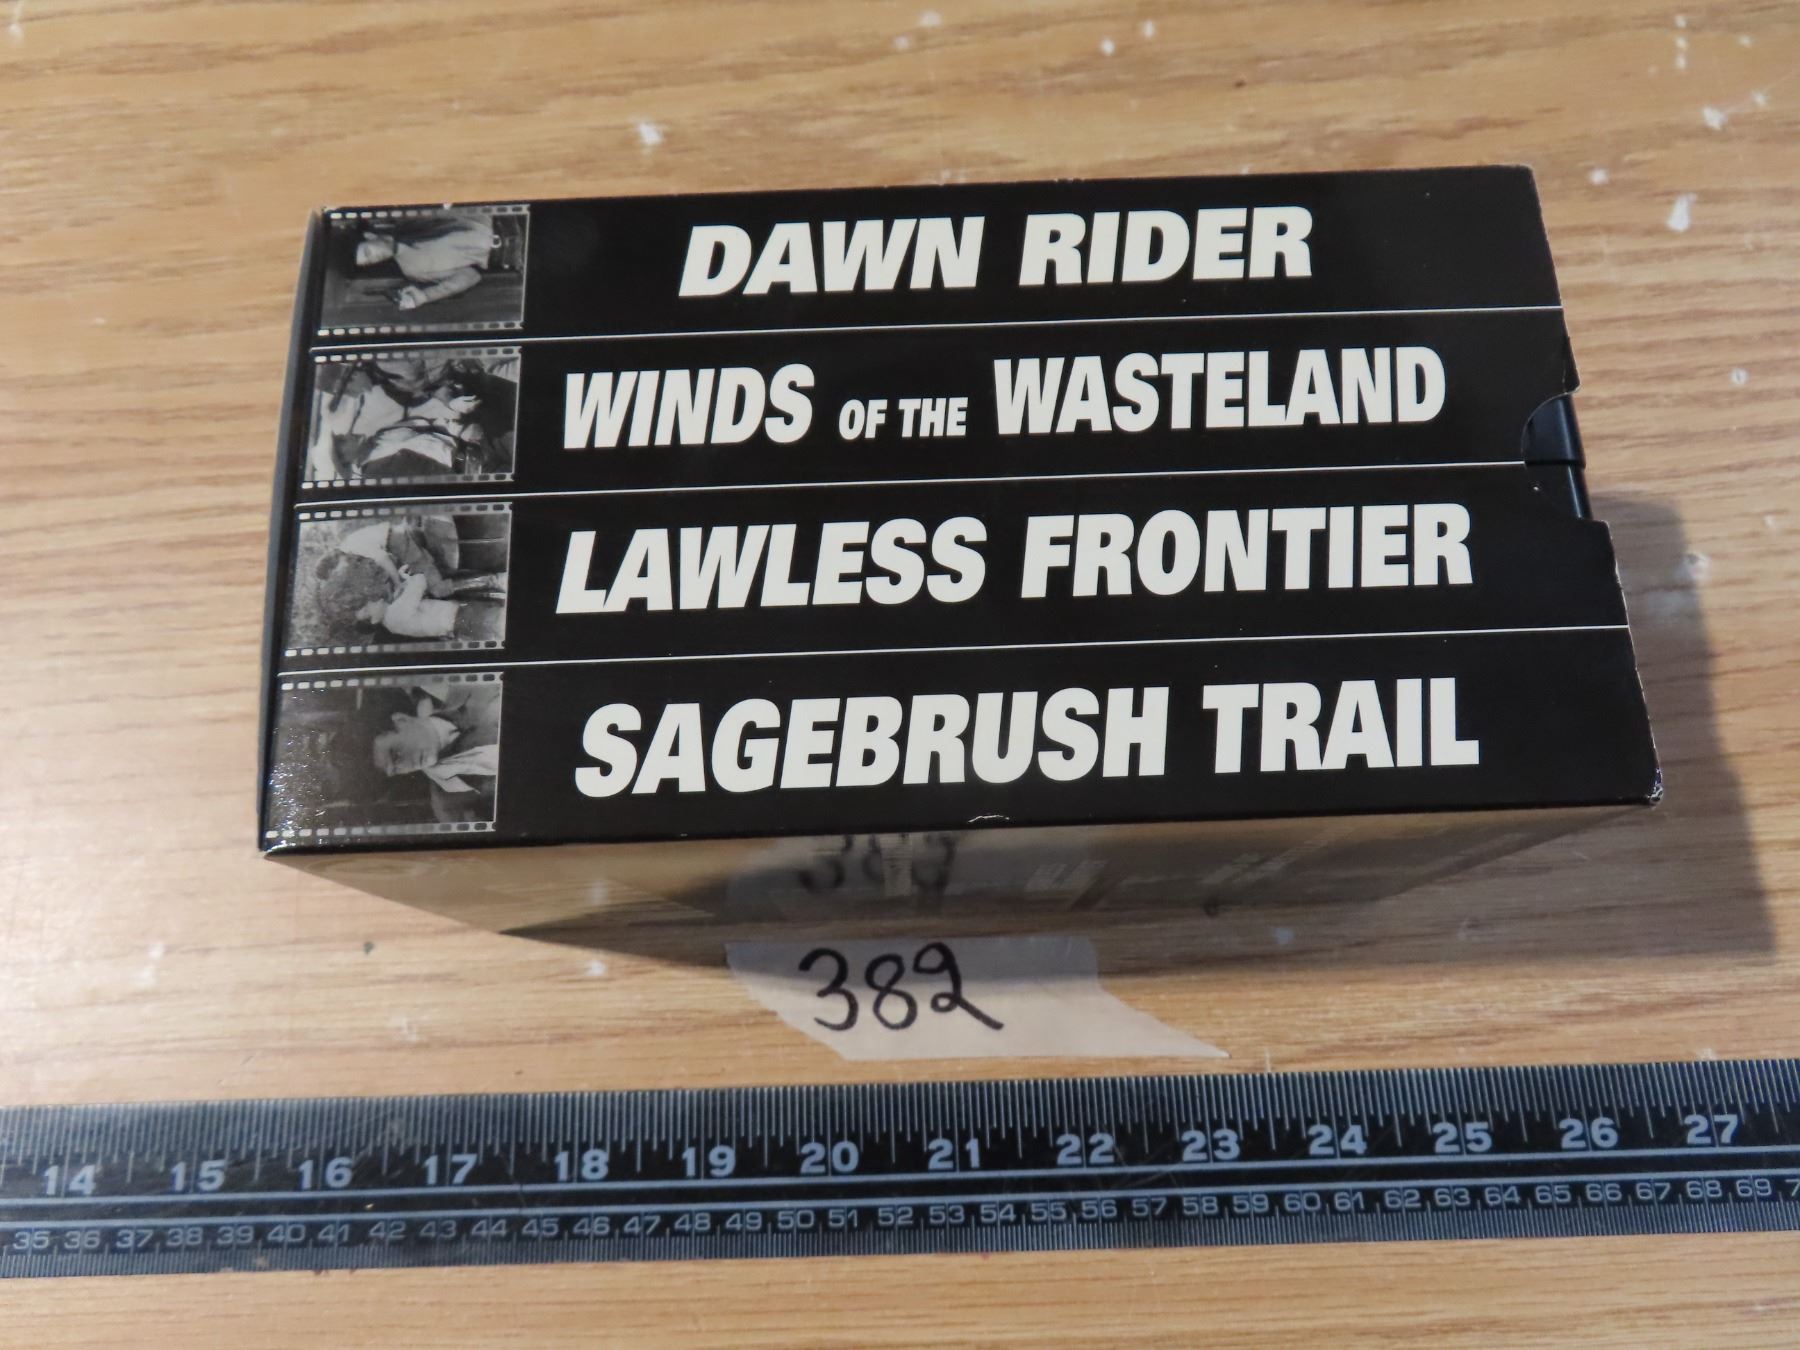 DAWN RIDER
WINDS OF THE WASTELAND
LAWLESS FRONTIER
SAGEBRUSH TRAIL
382
14 15 16 17 18 19 20 21 22 23 24 25 26 27
35 36 37 38 39 40 41 42 43 44 45 46 47 48 49 50 51 52 53 54 55 56 57 58 59 60 61 62 63 64 65 66 67 68 69 7